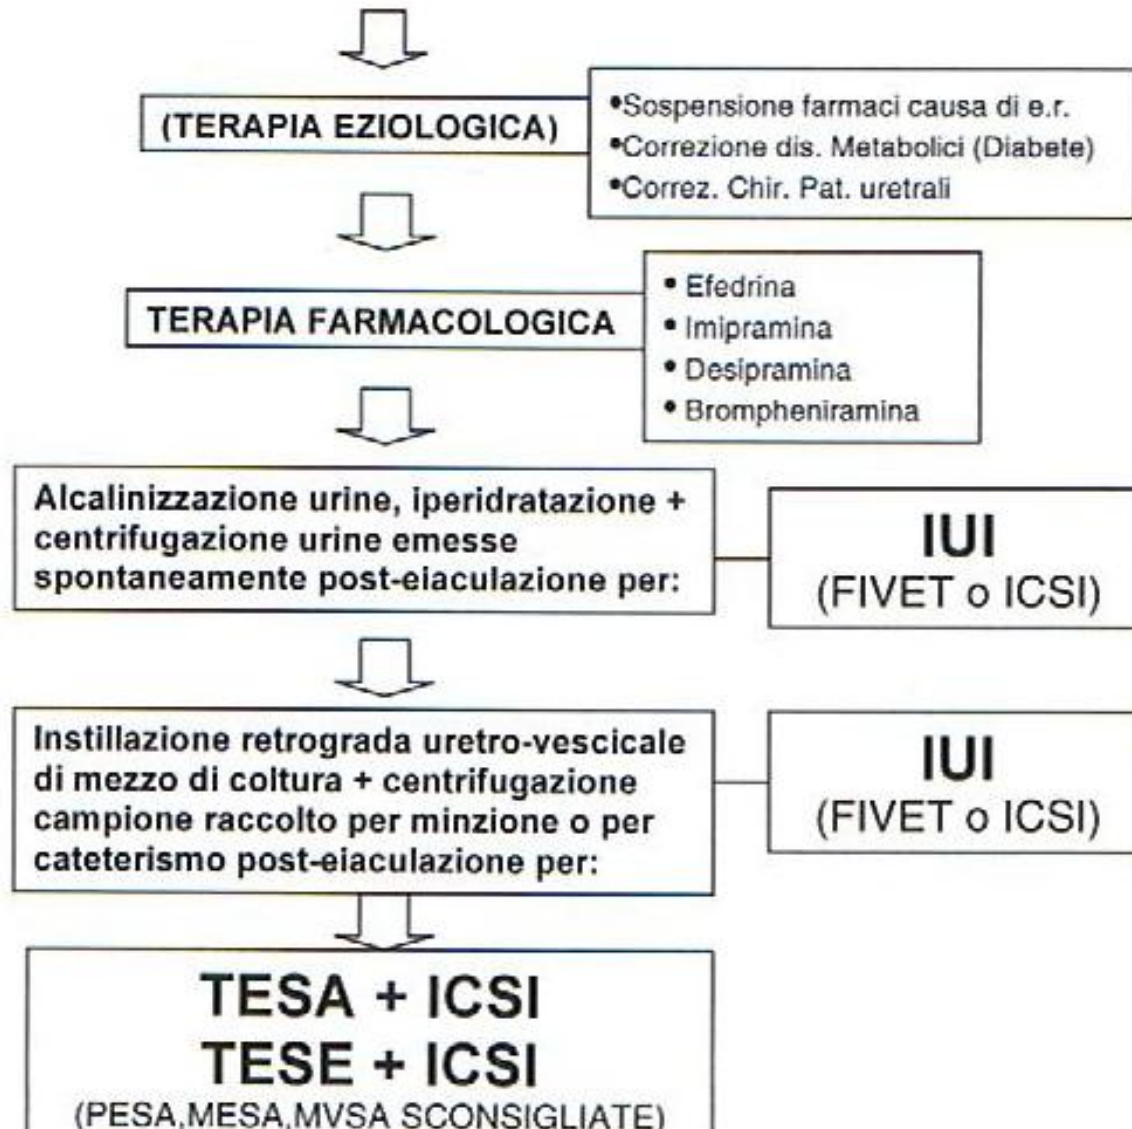 (TERAPIA EZIOLOGICA)
•Sospensione farmaci causa di e.r.
•Correzione dis. Metabolici (Diabete)
•Correz. Chir. Pat. uretrali
TERAPIA FARMACOLOGICA
• Efedrina
• Imipramina
• Desipramina
• Brompheniramina
Alcalinizzazione urine, iperidratazione +
centrifugazione urine emesse
spontaneamente post-eiaculazione per:
IUI
(FIVET o ICSI)
Instillazione retrograda uretro-vescicale
di mezzo di coltura + centrifugazione
campione raccolto per minzione o per
cateterismo post-eiaculazione per:
IUI
(FIVET o ICSI)
TESA + ICSI
TESE + ICSI
(PESA,MESA,MVSA SCONSIGLIATE)